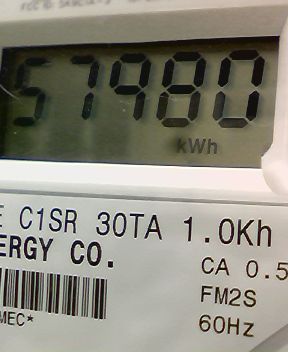 57980
kWh
E C1SR 30TA 1.0Kh
ERGY CO.
CA 0.5
FM2S
MEC*
60Hz